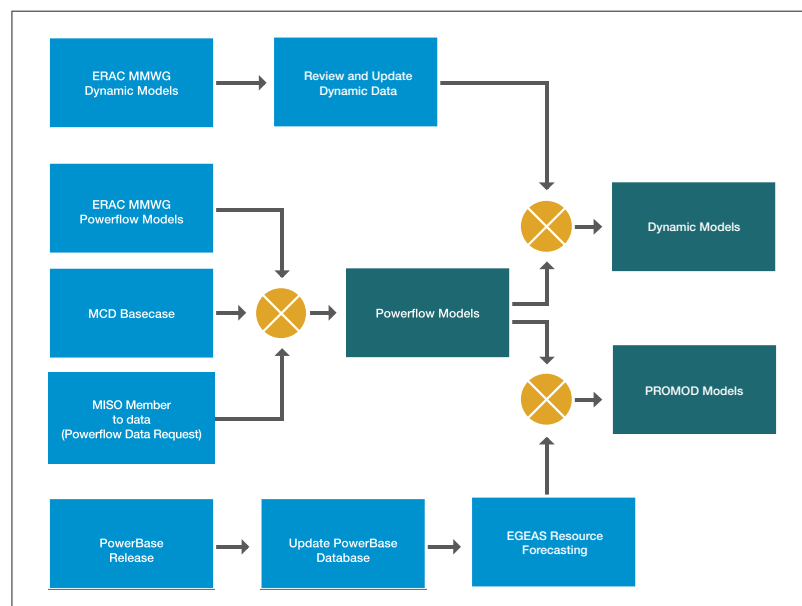 ERAC MMWG
Dynamic Models
Review and Update
Dynamic Data
ERAC MMWG
Powerflow Models
Dynamic Models
MCD Basecase
Powerflow Models
MISO Member
to data
(Powerflow Data Request)
PROMOD Models
PowerBase
Release
Update PowerBase
Database
EGEAS Resource
Forecasting